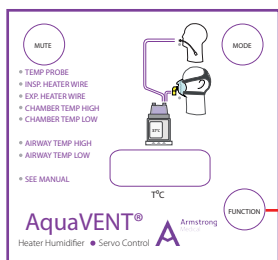 MUTE
MODE
TEMP PROBE
INSP. HEATER WIRE
EXP. HEATER WIRE
CHAMBER TEMP HIGH
CHAMBER TEMP LOW
AIRWAY TEMP HIGH
AIRWAY TEMP LOW
SEE MANUAL
T°C
FUNCTION
AquaVENT®
Armstrong
Medical
Heater Humidifier ● Servo Control